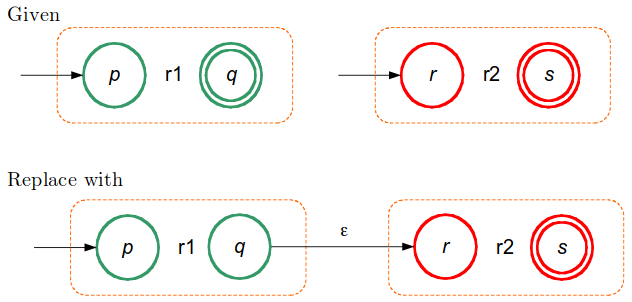 Given
p r1 q r r2 s
Replace with
p r1 q ε r r2 s